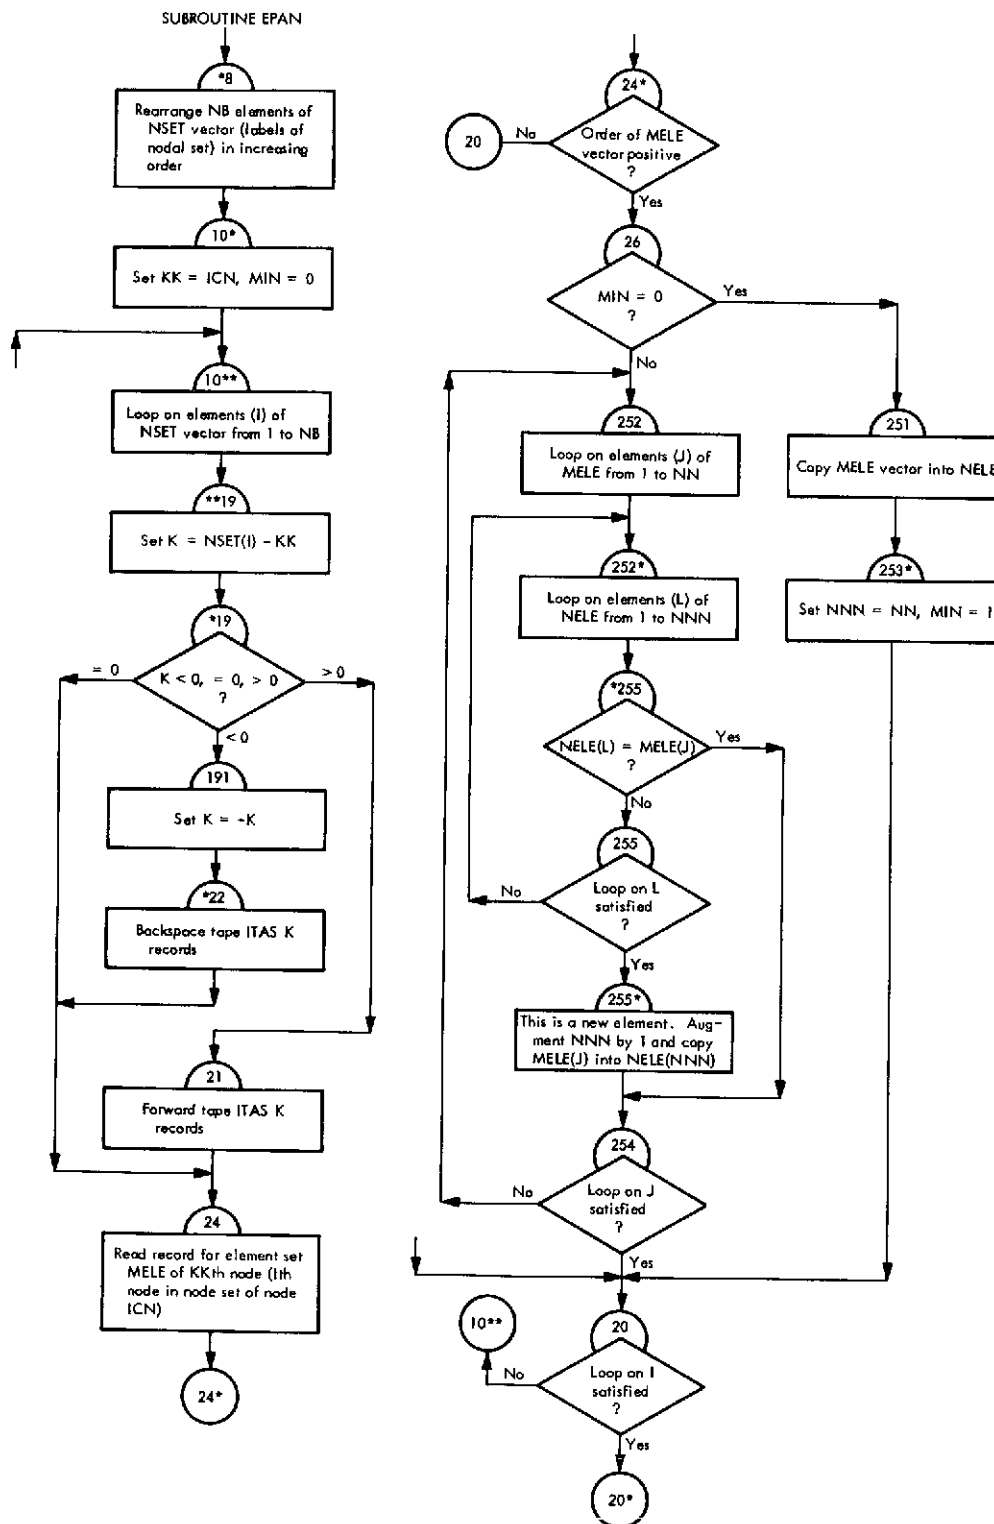 SUBROUTINE EPAN
*8
Rearrange NB elements of
NSET vector (labels of
nodal set) in increasing
order
10*
Set KK = ICN, MIN = 0
10**
Loop on elements (I) of
NSET vector from 1 to NB
**19
Set K = NSET(I) - KK
*19
= 0
K < 0, = 0, > 0
?
> 0
< 0
191
Set K = -K
*22
Backspace tape ITAS K
records
21
Forward tape ITAS K
records
24
Read record for element set
MELE of KKth node (Ith
node in node set of node
ICN)
24*
24*
20
No
Order of MELE
vector positive
?
Yes
26
MIN = 0
?
Yes
No
252
Loop on elements (J) of
MELE from 1 to NN
251
Copy MELE vector into NELE
252*
Loop on elements (L) of
NELE from 1 to NNN
253*
Set NNN = NN, MIN = 1
*255
NELE(L) = MELE(J)
?
Yes
No
255
No
Loop on L
satisfied
?
Yes
255*
This is a new element. Aug-
ment NNN by 1 and copy
MELE(J) into NELE(NNN)
254
No
Loop on J
satisfied
?
Yes
10**
20
No
Loop on I
satisfied
?
Yes
20*